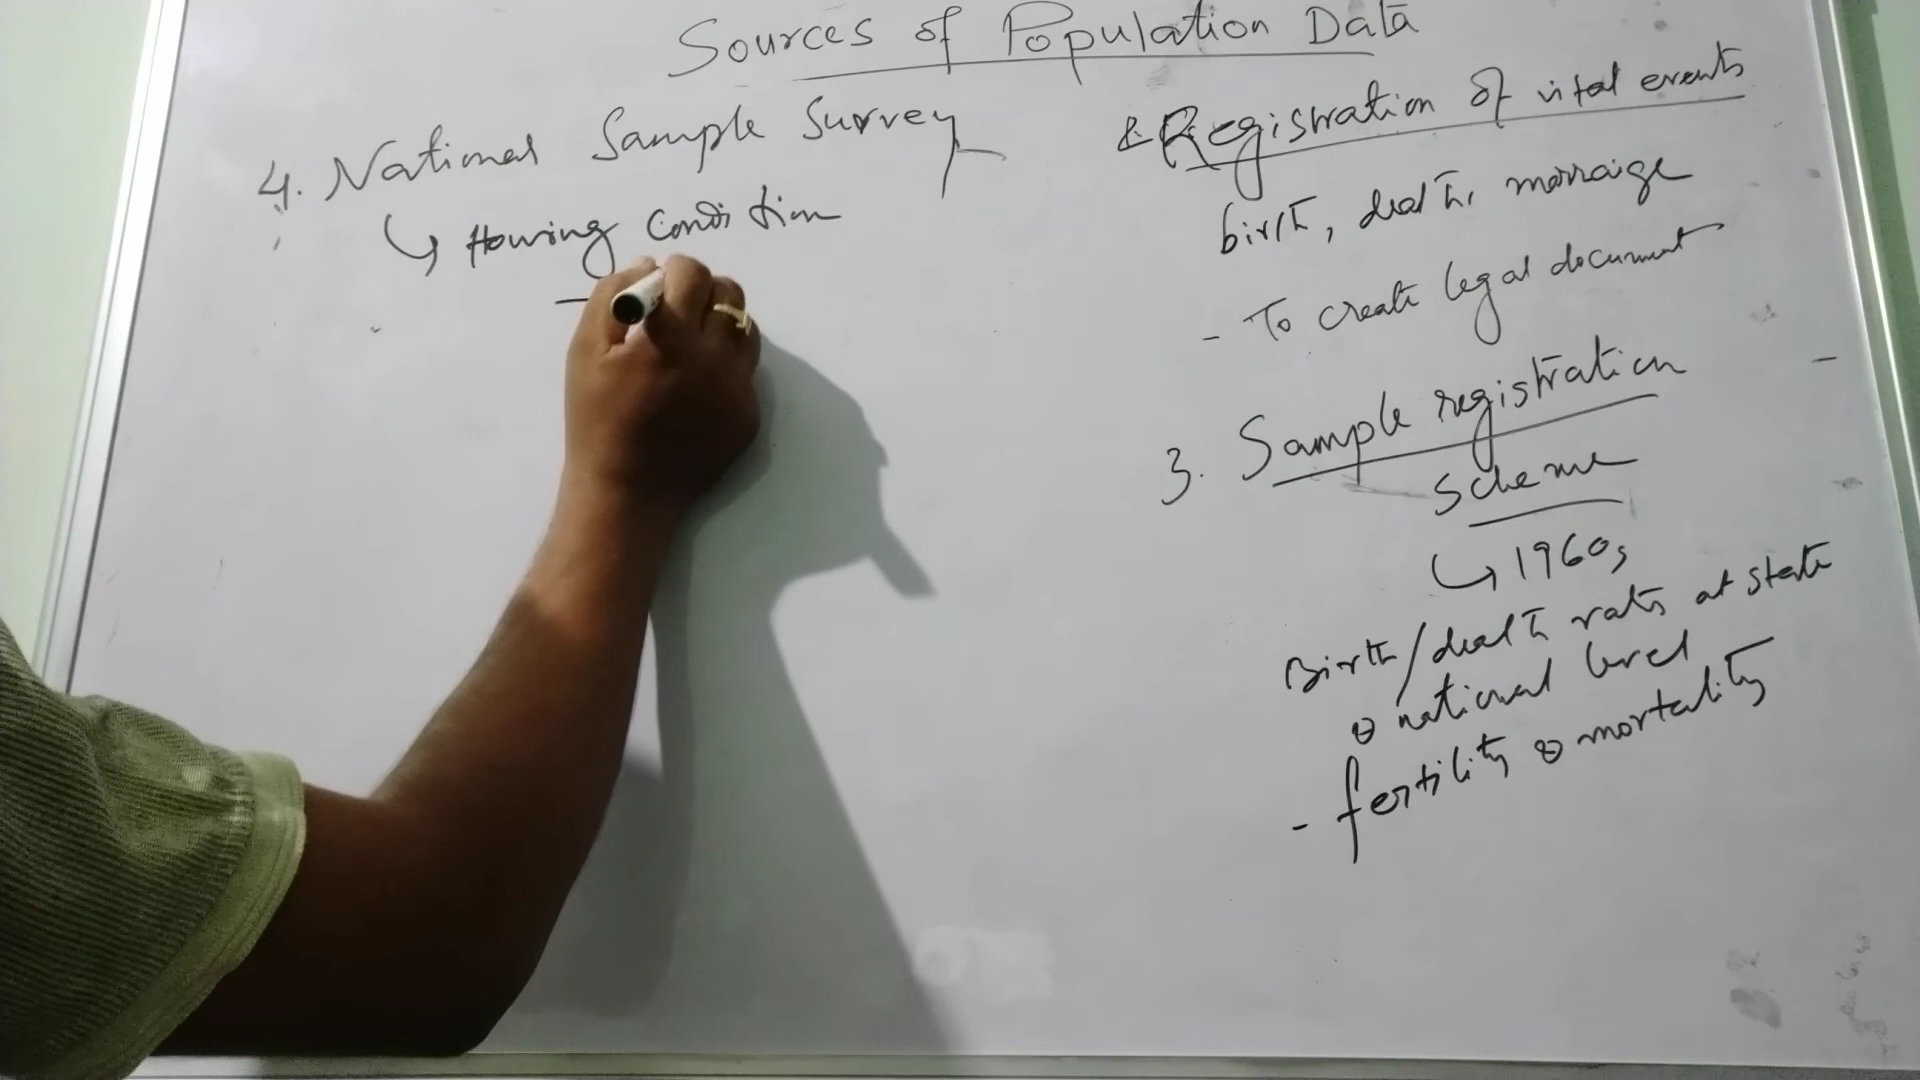 Sources of Population Data
4. National Sample Survey
↳ Housing Condition
-
2. Registration of vital events
birth, death, marraige
- To create legal document
3. Sample registration
Scheme
↳ 1960s
Birth/death rates at state
& national level
- fertility & mortality